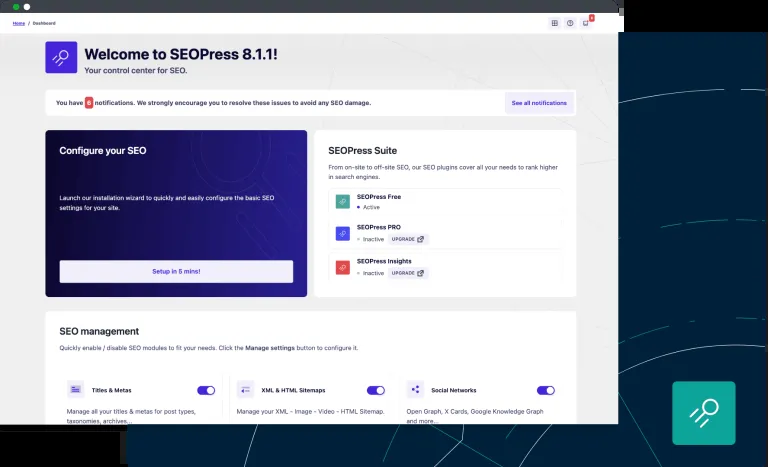 Home / Dashboard
Welcome to SEOPress 8.1.1!
Your control center for SEO.
You have 6 notifications. We strongly encourage you to resolve these issues to avoid any SEO damage.
See all notifications
Configure your SEO
Launch our installation wizard to quickly and easily configure the basic SEO
settings for your site.
Setup in 5 mins!
SEOPress Suite
From on-site to off-site SEO, our SEO plugins cover all your needs to rank higher
in search engines.
SEOPress Free
Active
SEOPress PRO
Inactive UPGRADE
SEOPress Insights
Inactive UPGRADE
SEO management
Quickly enable / disable SEO modules to fit your needs. Click the Manage settings button to configure it.
Titles & Metas
Manage all your titles & metas for post types,
taxonomies, archives...
XML & HTML Sitemaps
Manage your XML - Image - Video - HTML Sitemap.
Social Networks
Open Graph, X Cards, Google Knowledge Graph
and more...